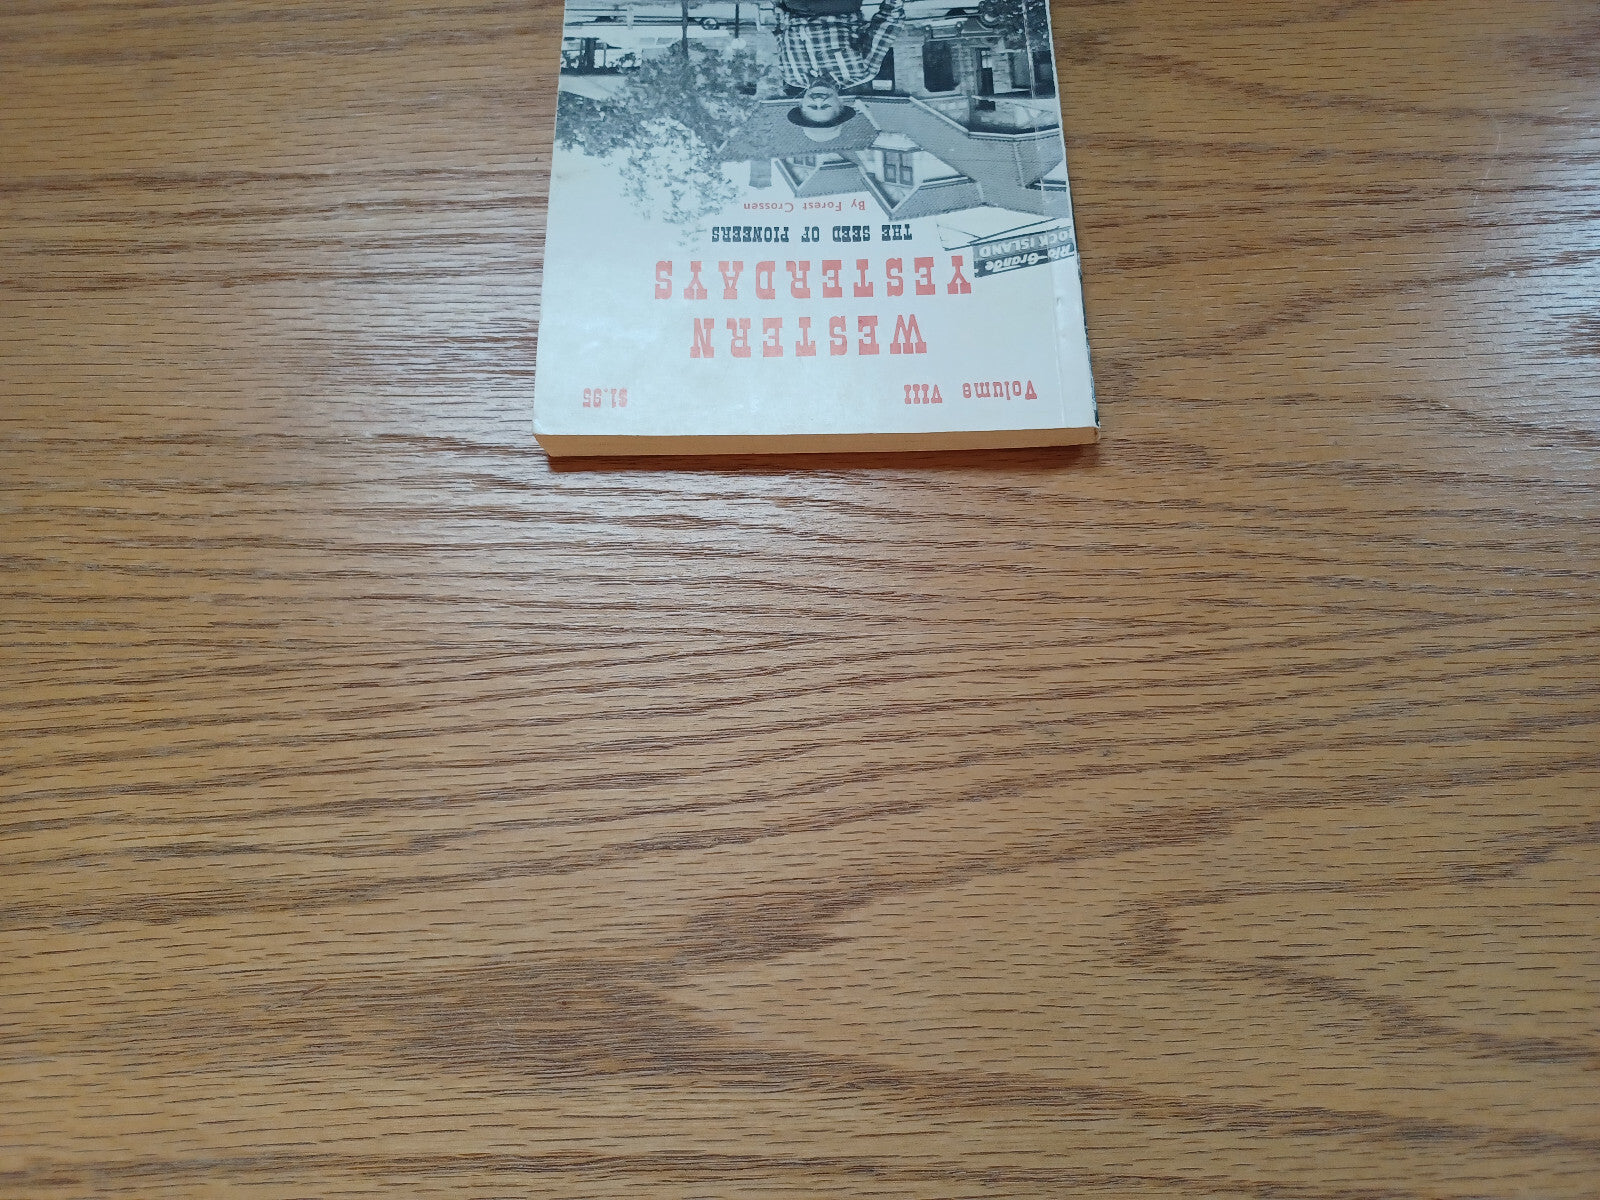 Volume VIII $1.95
WESTERN
YESTERDAYS
THE SEED OF PIONEERS
By Forest Crossen
Rio Grande
ROCK ISLAND